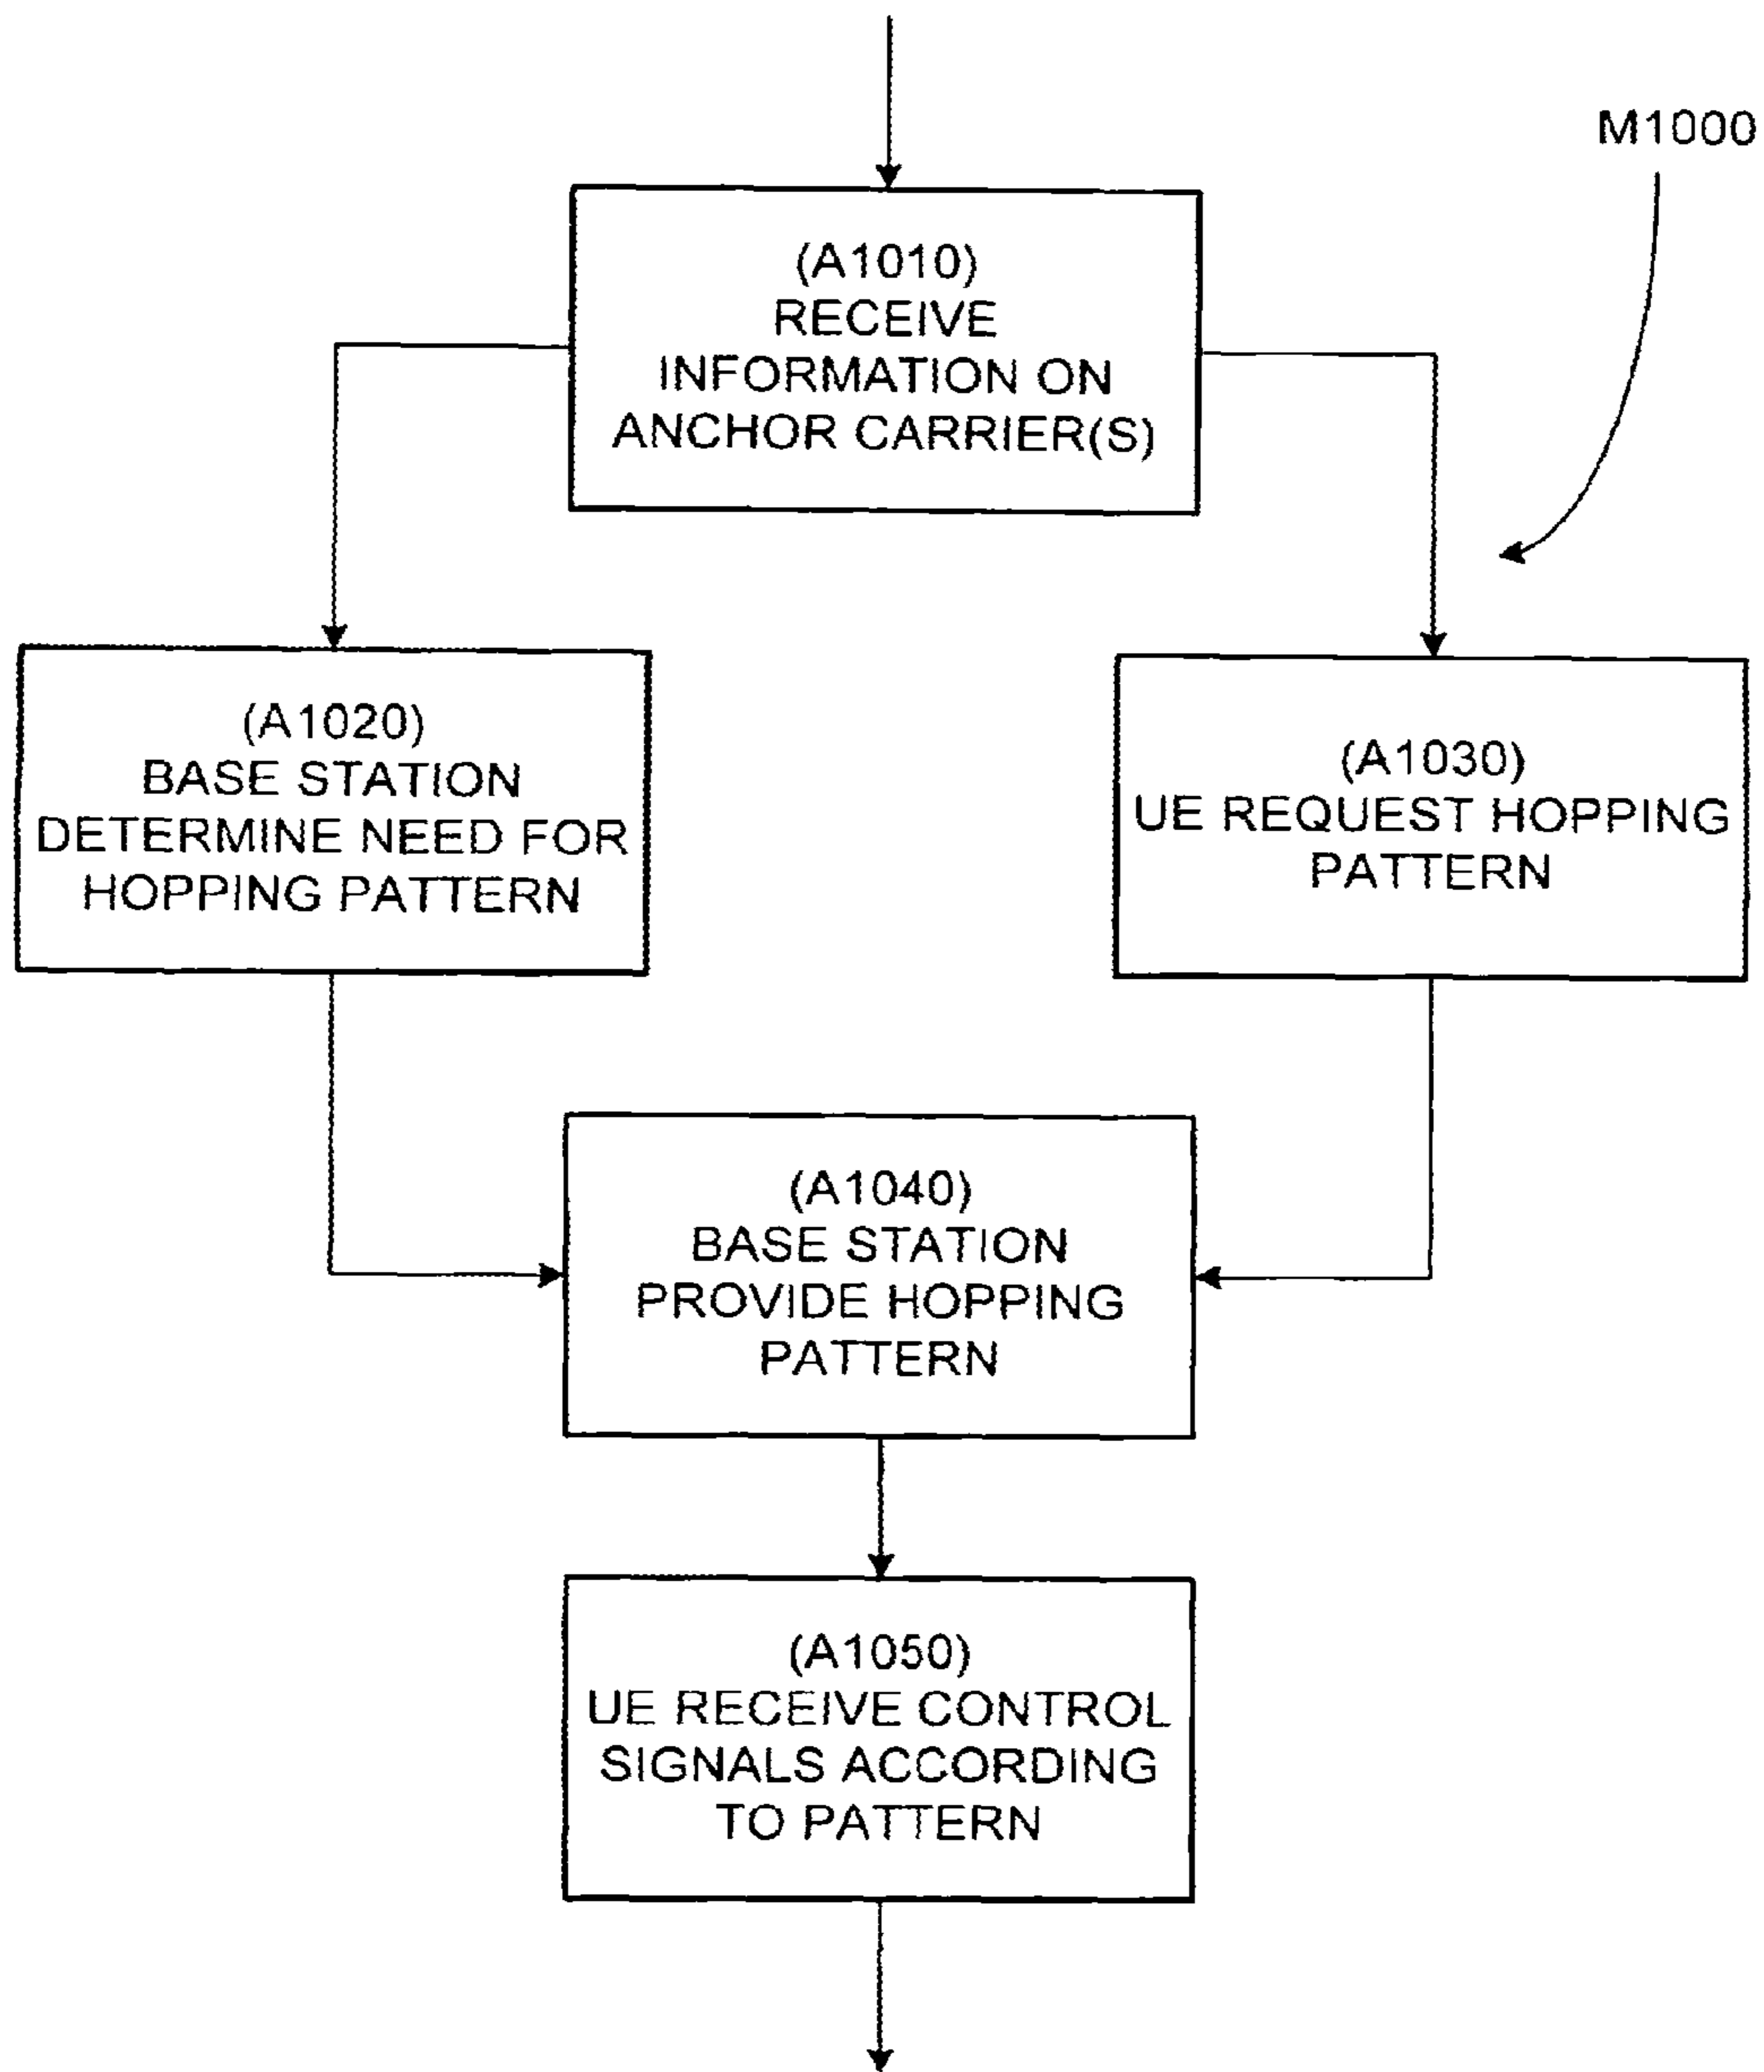 M1000
(A1010)
RECEIVE
INFORMATION ON
ANCHOR CARRIER(S)
(A1020)
BASE STATION
DETERMINE NEED FOR
HOPPING PATTERN
(A1030)
UE REQUEST HOPPING
PATTERN
(A1040)
BASE STATION
PROVIDE HOPPING
PATTERN
(A1050)
UE RECEIVE CONTROL
SIGNALS ACCORDING
TO PATTERN